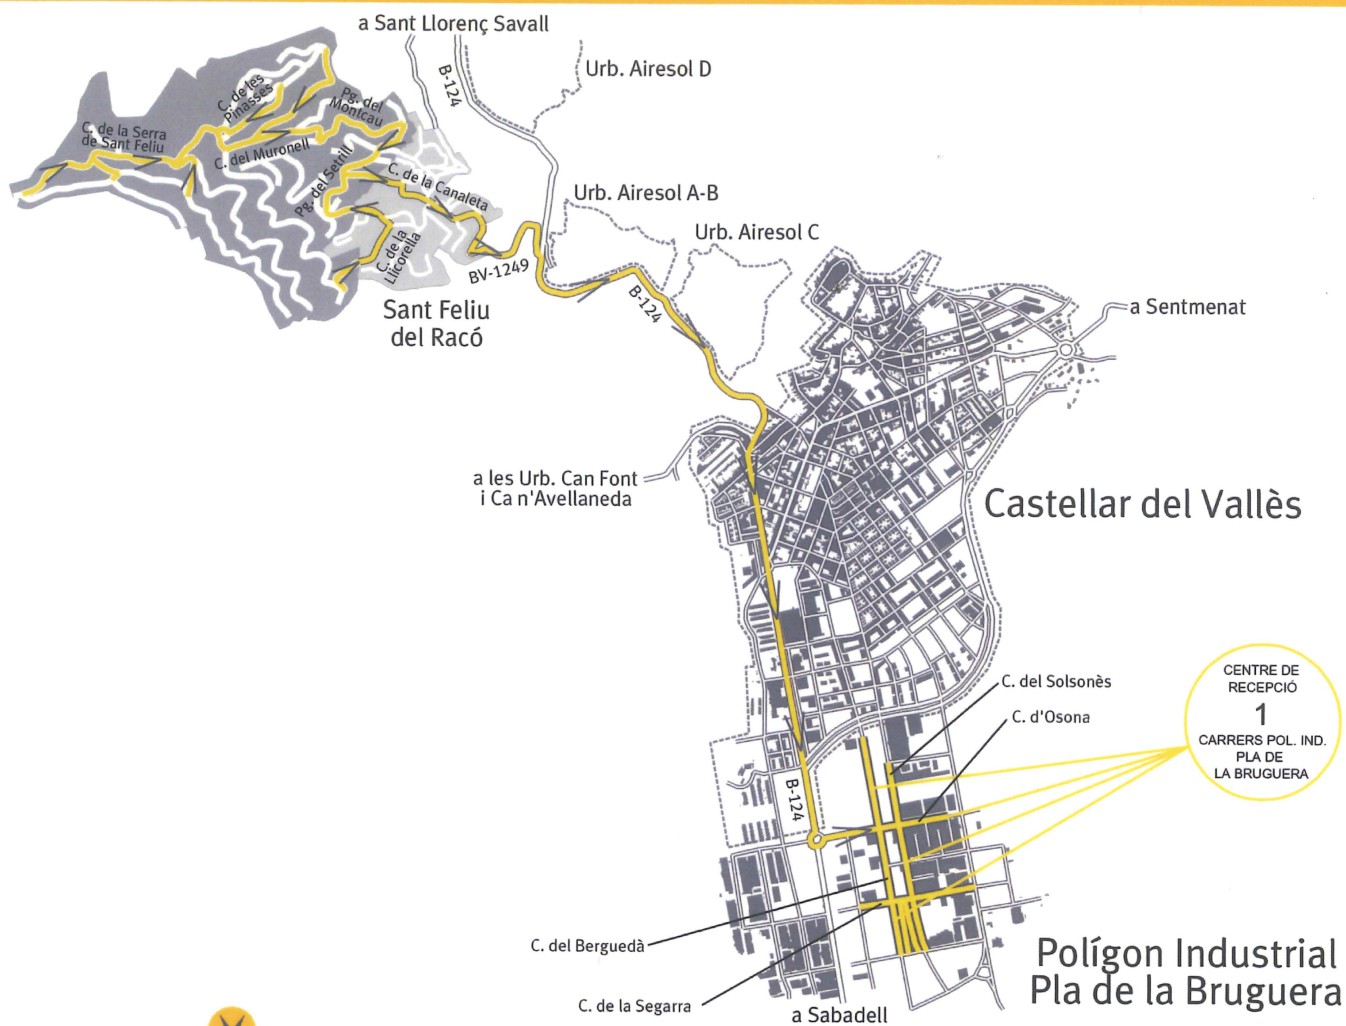 a Sant Llorenç Savall
Urb. Airesol D
B-124
C. de les
Pinasses
Pg. del
Montcau
C. de la Serra
de Sant Feliu
C. del Muronell
Pg. del Setrill
C. de la Canaleta
Urb. Airesol A-B
Urb. Airesol C
C. de la
Llicorella
BV-1249
B-124
Sant Feliu
del Racó
a Sentmenat
a les Urb. Can Font
i Ca n'Avellaneda
Castellar del Vallès
C. del Solsonès
C. d'Osona
CENTRE DE
RECEPCIÓ
1
CARRERS POL. IND.
PLA DE
LA BRUGUERA
B-124
C. del Berguedà
C. de la Segarra
a Sabadell
Polígon Industrial
Pla de la Bruguera